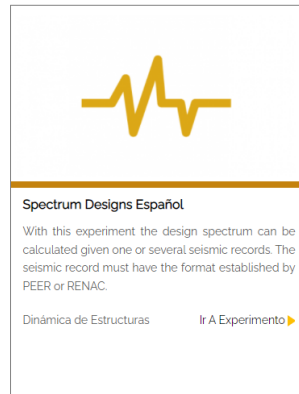 Spectrum Designs Español
With this experiment the design spectrum can be
calculated given one or several seismic records. The
seismic record must have the format established by
PEER or RENAC.
Dinámica de Estructuras Ir A Experimento